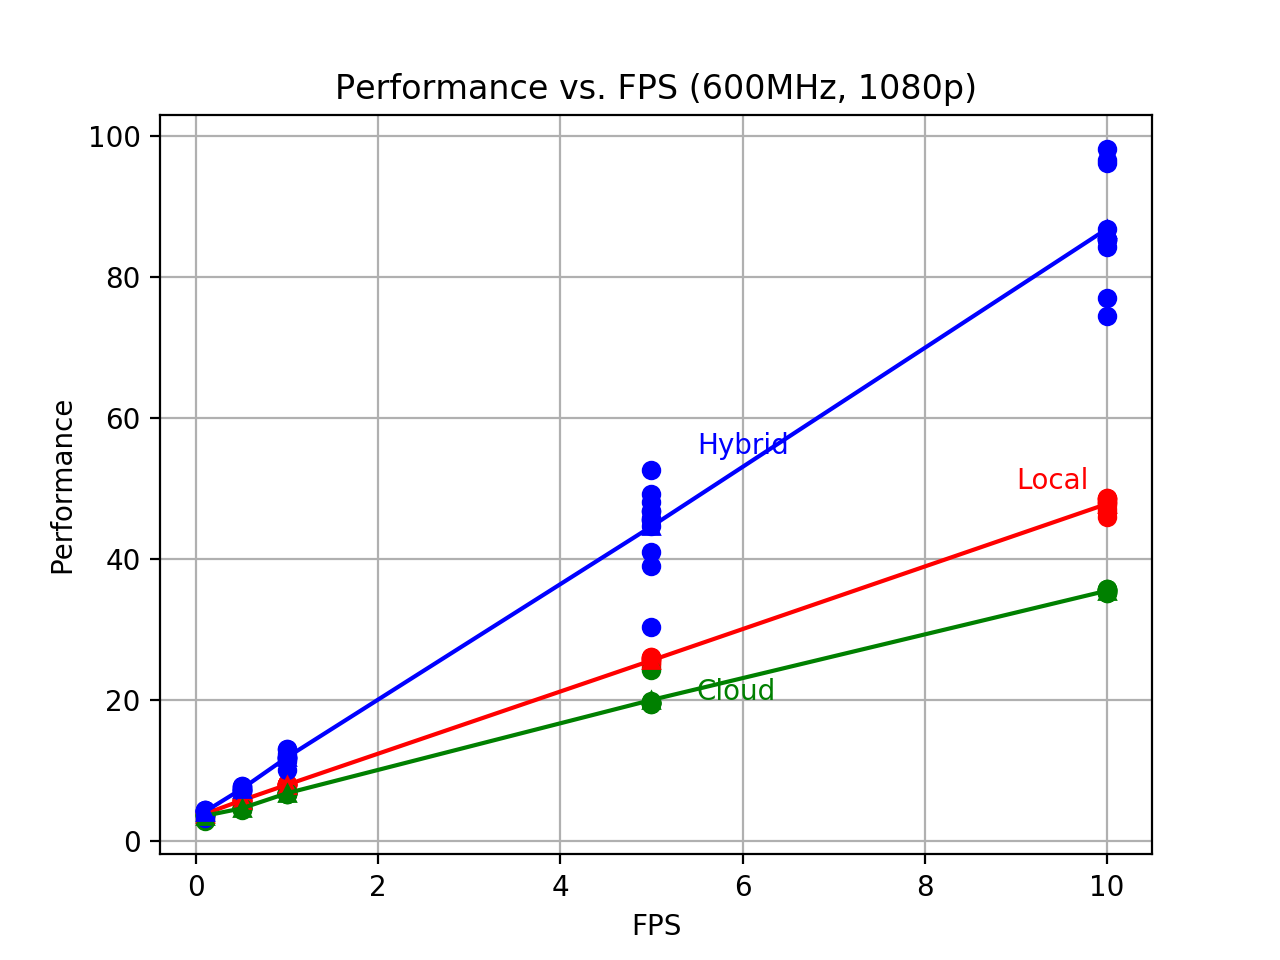 Performance vs. FPS (600MHz, 1080p)
100
80
60
40
20
0
Performance
Hybrid
Local
Cloud
0 2 4 6 8 10
FPS